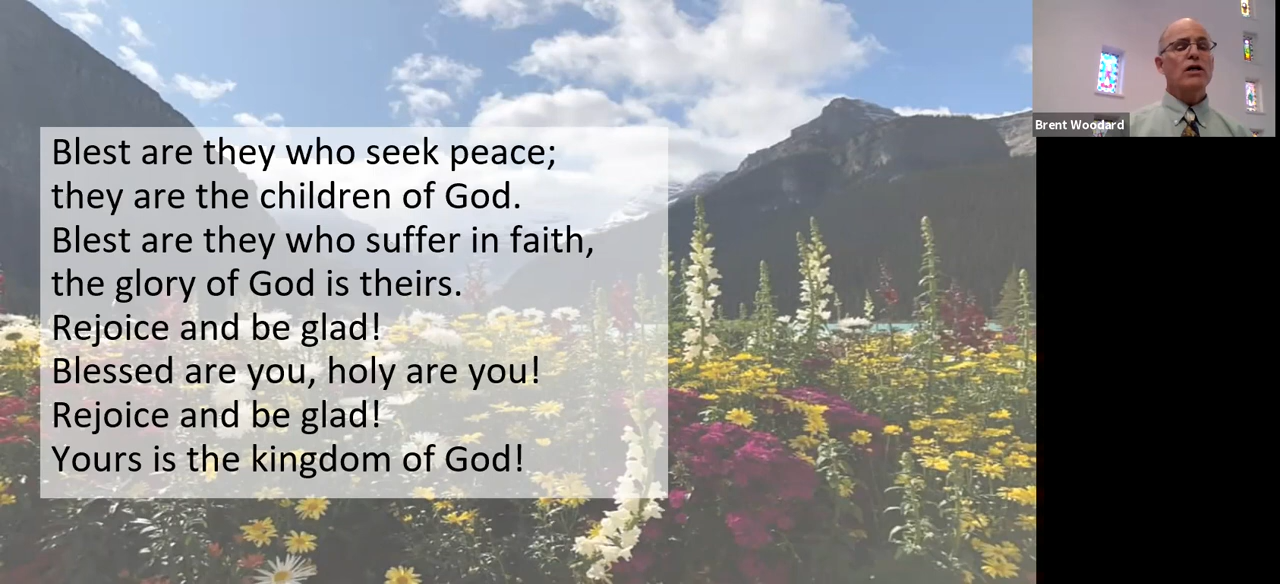 Blest are they who seek peace;
they are the children of God.
Blest are they who suffer in faith,
the glory of God is theirs.
Rejoice and be glad!
Blessed are you, holy are you!
Rejoice and be glad!
Yours is the kingdom of God!
Brent Woodard